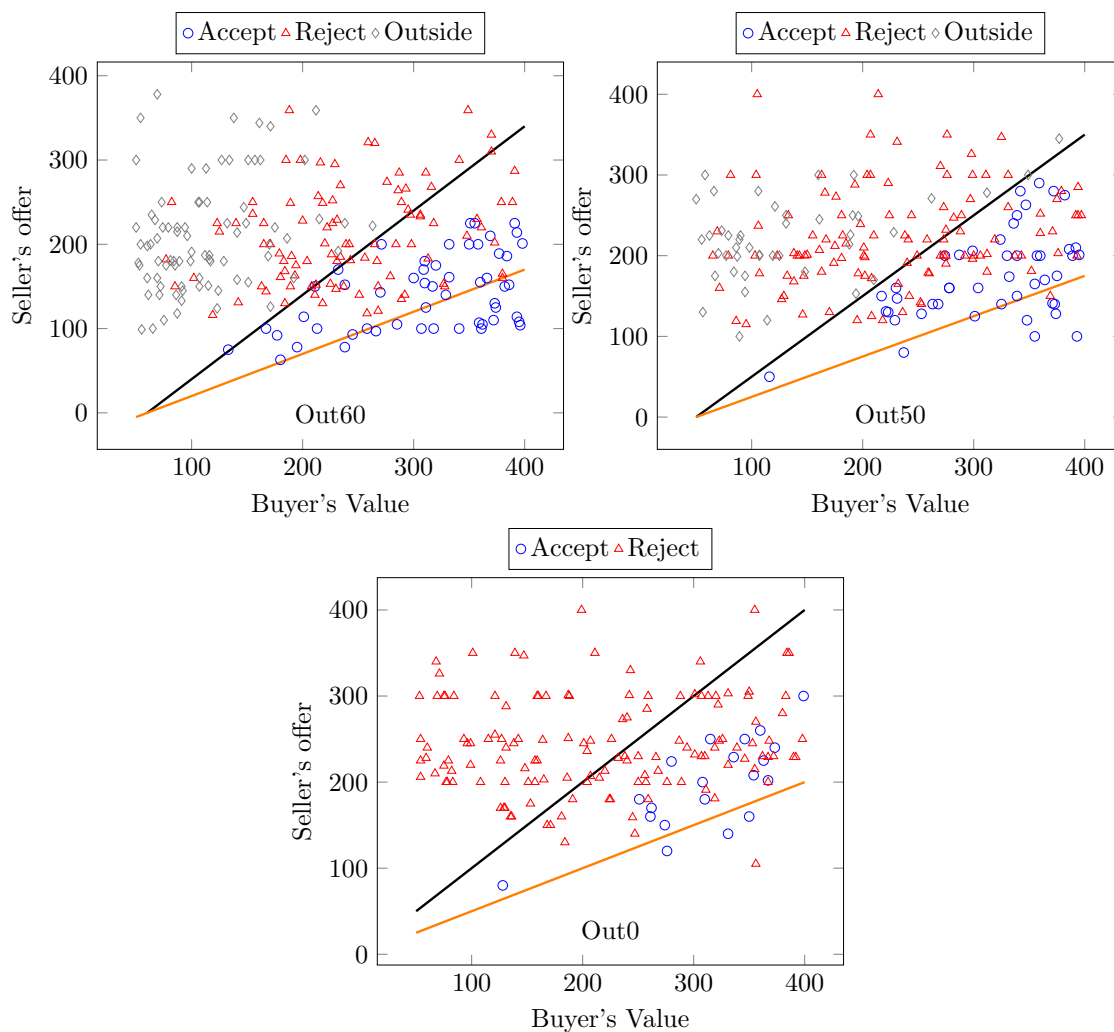 Accept Reject Outside
400
300
200
100
0
Seller's offer
Out60
100 200 300 400
Buyer's Value
Accept Reject Outside
400
300
200
100
0
Seller's offer
Out50
100 200 300 400
Buyer's Value
Accept Reject
400
300
200
100
0
Seller's offer
Out0
100 200 300 400
Buyer's Value